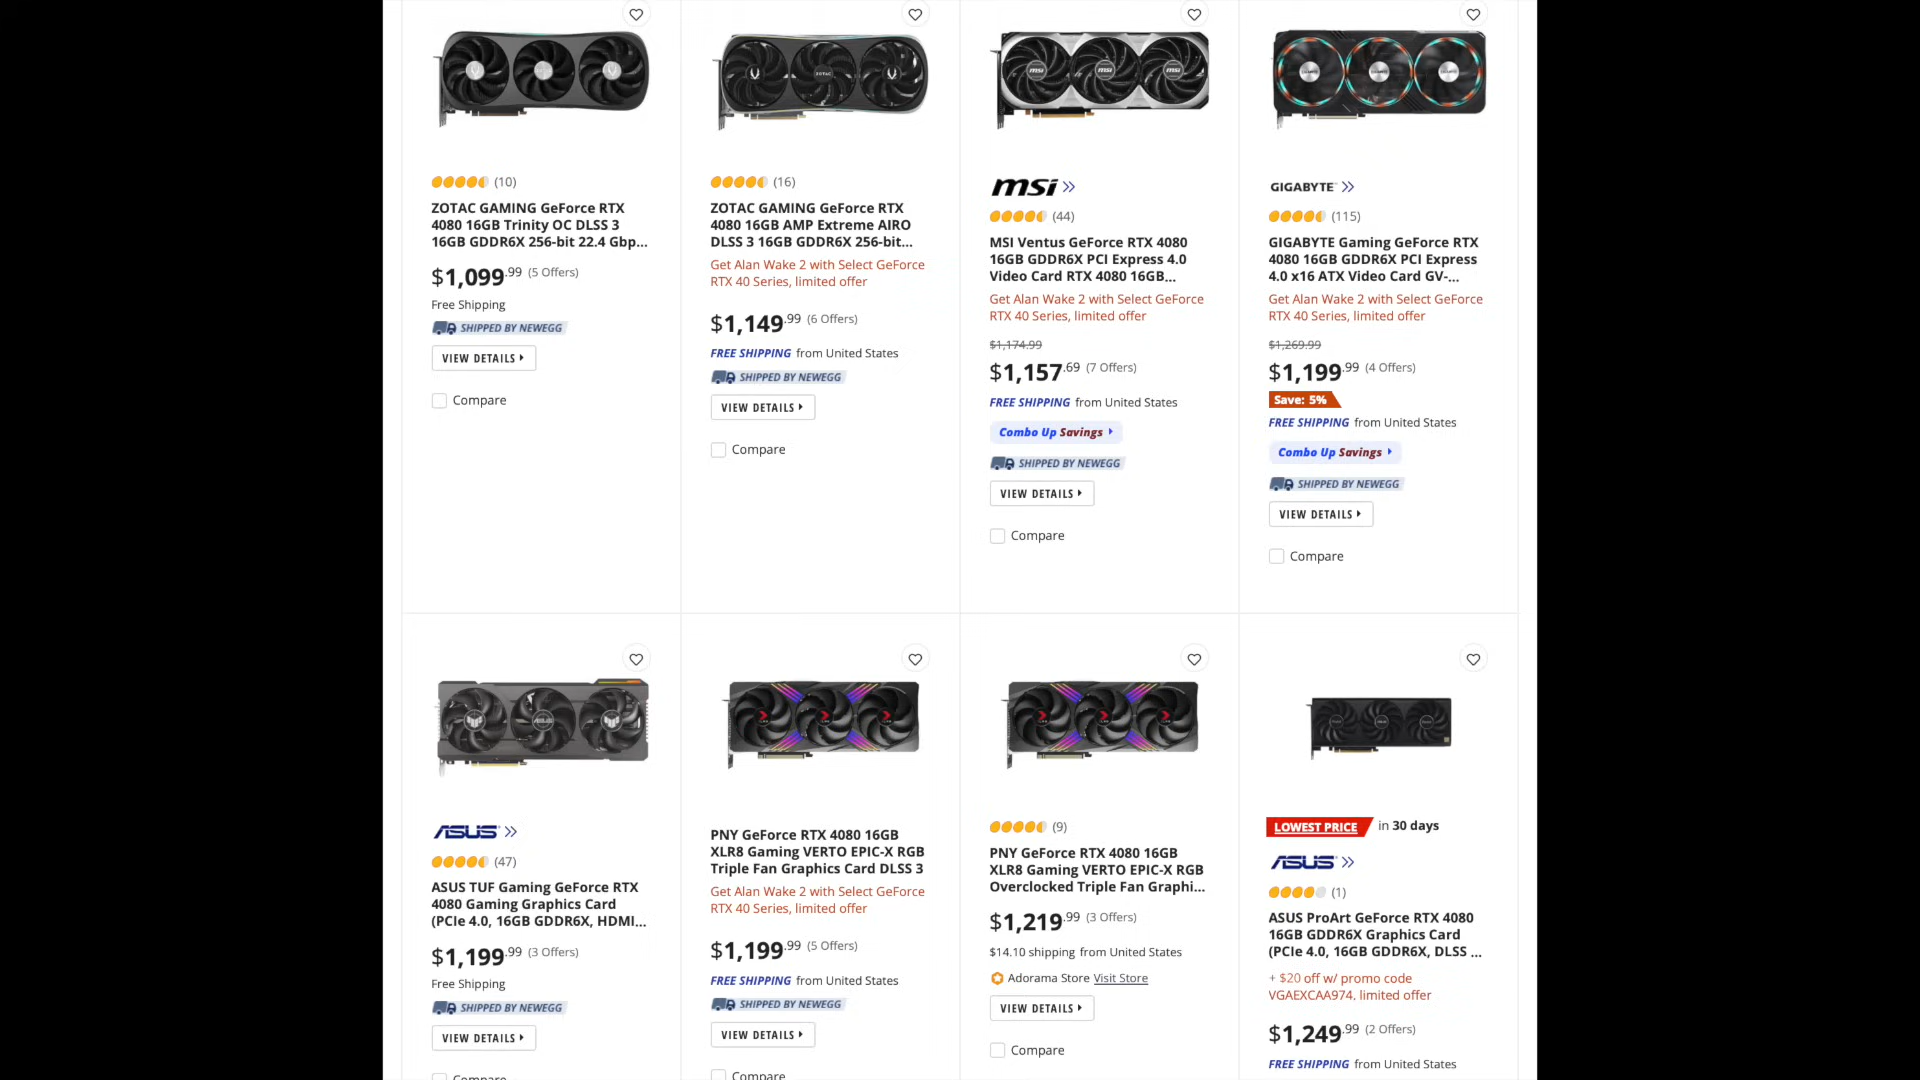 (10)
ZOTAC GAMING GeForce RTX
4080 16GB Trinity OC DLSS 3
16GB GDDR6X 256-bit 22.4 Gbp...
$1,099.99 (5 Offers)
Free Shipping
SHIPPED BY NEWEGG
VIEW DETAILS
Compare
ZOTAC
(16)
ZOTAC GAMING GeForce RTX
4080 16GB AMP Extreme AIRO
DLSS 3 16GB GDDR6X 256-bit...
Get Alan Wake 2 with Select GeForce
RTX 40 Series, limited offer
$1,149.99 (6 Offers)
FREE SHIPPING from United States
SHIPPED BY NEWEGG
VIEW DETAILS
Compare
msi msi msi
msi
(44)
MSI Ventus GeForce RTX 4080
16GB GDDR6X PCI Express 4.0
Video Card RTX 4080 16GB...
Get Alan Wake 2 with Select GeForce
RTX 40 Series, limited offer
$1,174.99
$1,157.69 (7 Offers)
FREE SHIPPING from United States
Combo Up Savings
SHIPPED BY NEWEGG
VIEW DETAILS
Compare
GIGABYTE
(115)
GIGABYTE Gaming GeForce RTX
4080 16GB GDDR6X PCI Express
4.0 x16 ATX Video Card GV-...
Get Alan Wake 2 with Select GeForce
RTX 40 Series, limited offer
$1,269.99
$1,199.99 (4 Offers)
Save: 5%
FREE SHIPPING from United States
Combo Up Savings
SHIPPED BY NEWEGG
VIEW DETAILS
Compare
ASUS
(47)
ASUS TUF Gaming GeForce RTX
4080 Gaming Graphics Card
(PCIe 4.0, 16GB GDDR6X, HDMI...
$1,199.99 (3 Offers)
Free Shipping
SHIPPED BY NEWEGG
VIEW DETAILS
Compare
PNY GeForce RTX 4080 16GB
XLR8 Gaming VERTO EPIC-X RGB
Triple Fan Graphics Card DLSS 3
Get Alan Wake 2 with Select GeForce
RTX 40 Series, limited offer
$1,199.99 (5 Offers)
FREE SHIPPING from United States
SHIPPED BY NEWEGG
VIEW DETAILS
Compare
(9)
PNY GeForce RTX 4080 16GB
XLR8 Gaming VERTO EPIC-X RGB
Overclocked Triple Fan Graphi...
$1,219.99 (3 Offers)
$14.10 shipping from United States
Adorama Store Visit Store
VIEW DETAILS
Compare
LOWEST PRICE in 30 days
ASUS
(1)
ASUS ProArt GeForce RTX 4080
16GB GDDR6X Graphics Card
(PCIe 4.0, 16GB GDDR6X, DLSS ...
+ $20 off w/ promo code
VGAEXCAA974, limited offer
$1,249.99 (2 Offers)
FREE SHIPPING from United States